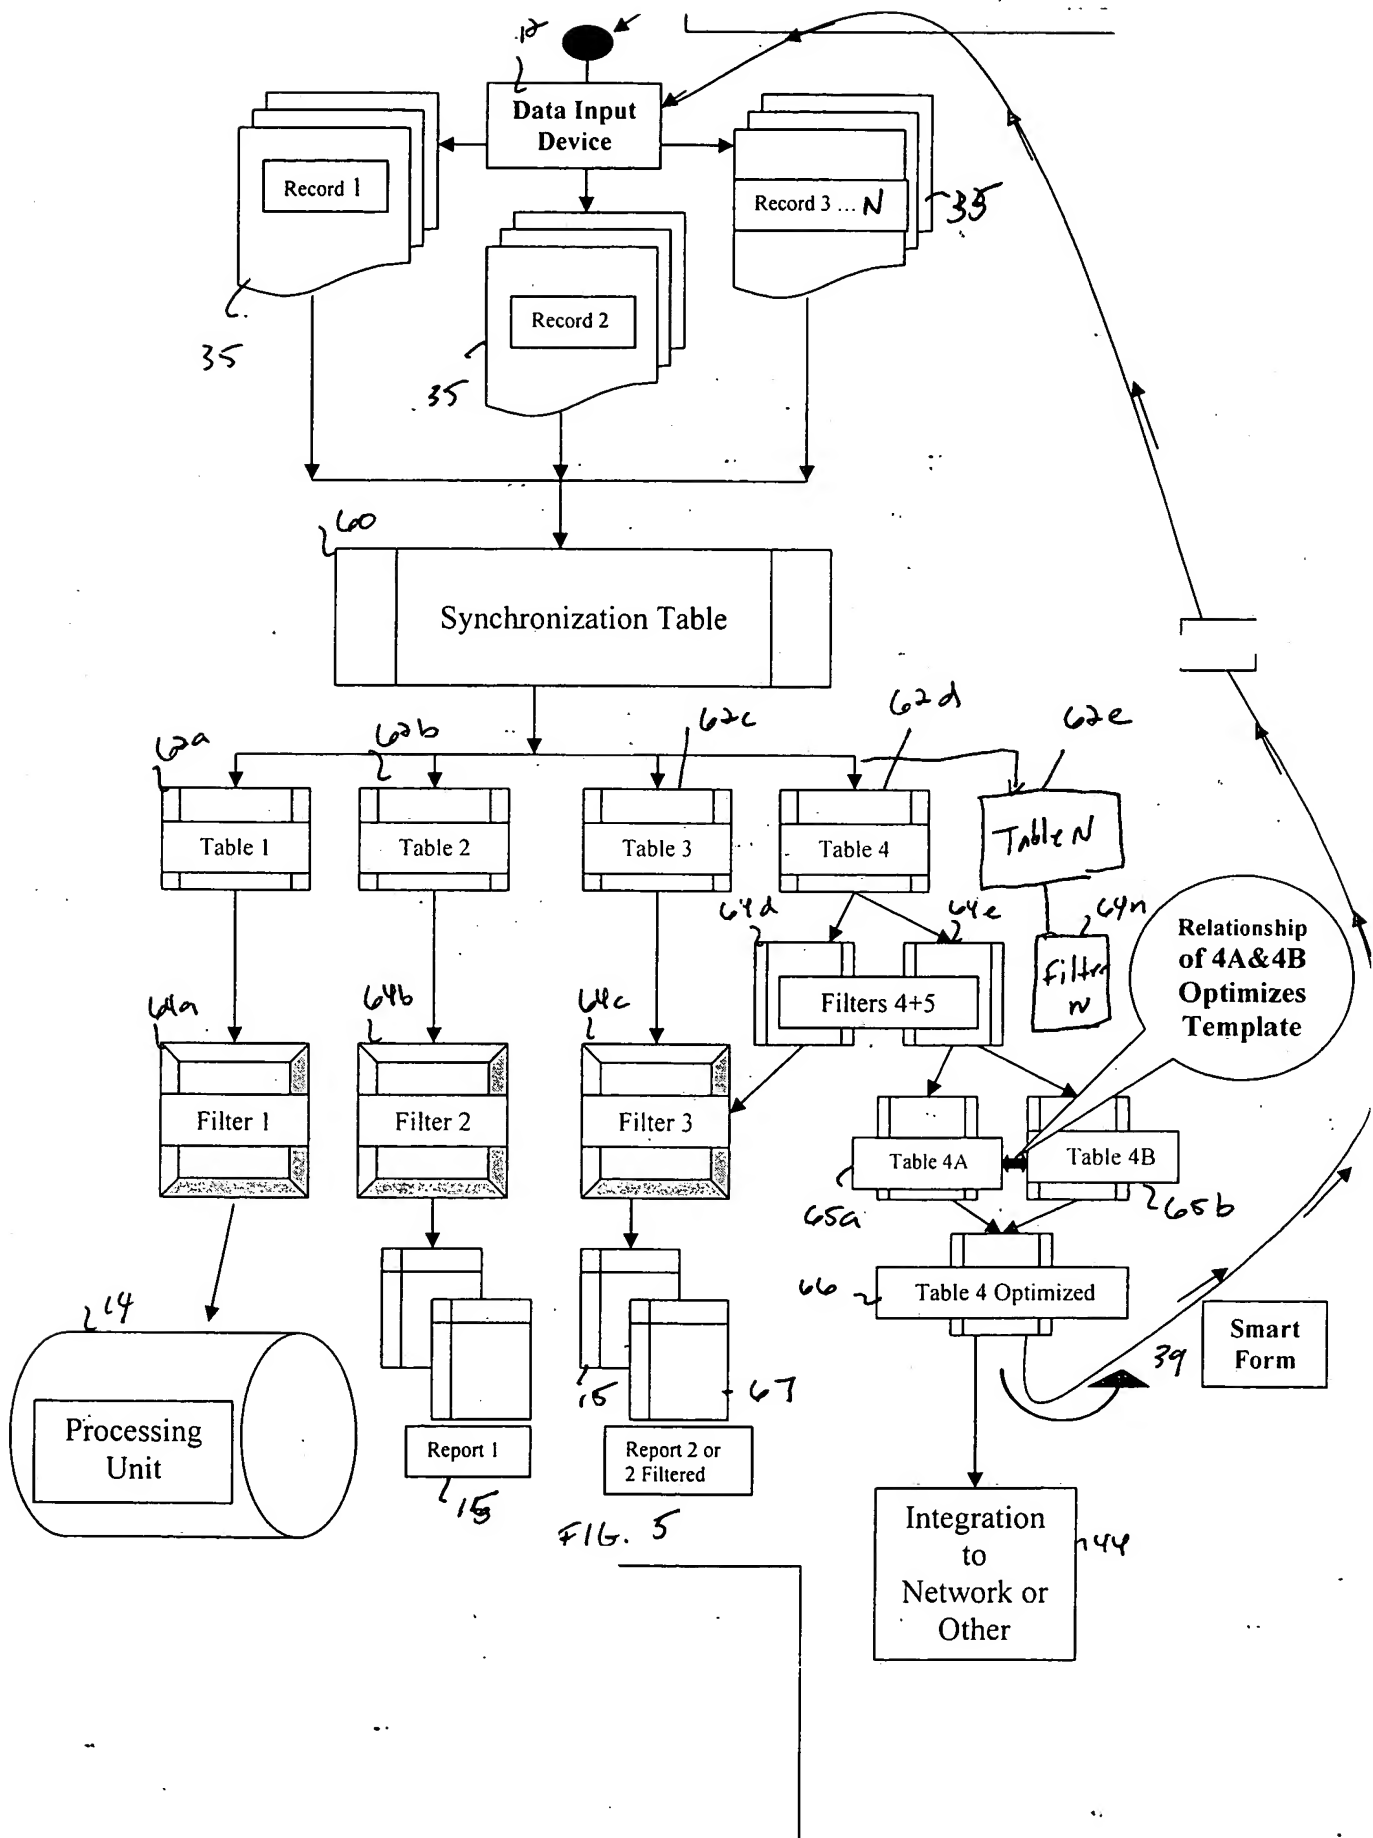 12
Data Input
Device
Record 1
Record 2
Record 3 ... N
35
35
35
60
Synchronization Table
62a
62b
62c
62d
62e
Table 1
Table 2
Table 3
Table 4
Table N
64d
64e
64n
Filters 4+5
Filter
N
Relationship
of 4A&4B
Optimizes
Template
64a
64b
64c
Filter 1
Filter 2
Filter 3
Table 4A
Table 4B
65a
65b
66
Table 4 Optimized
14
Processing
Unit
15
67
Report 1
15
Report 2 or
2 Filtered
39
Smart
Form
FIG. 5
Integration
to
Network or
Other
44